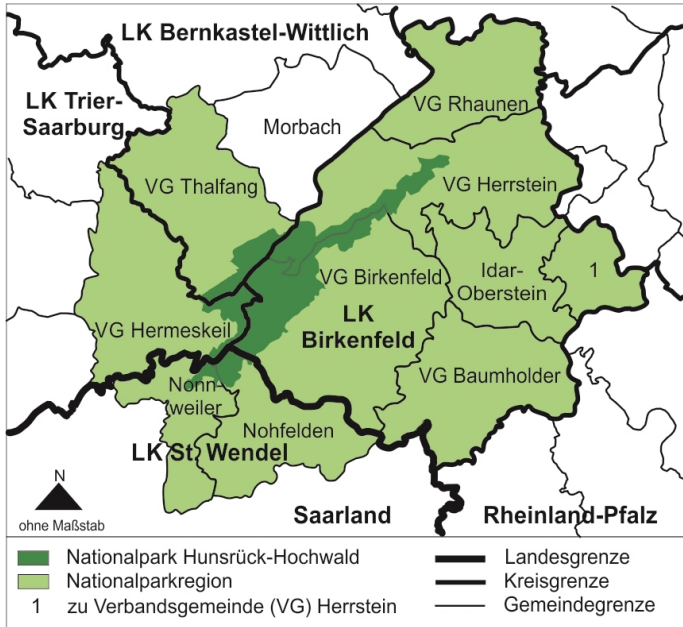 LK Bernkastel-Wittlich
LK Trier-
Saarburg
Morbach
VG Rhaunen
VG Thalfang
VG Herrstein
VG Birkenfeld
Idar-
Oberstein
1
LK
Birkenfeld
VG Hermeskeil
VG Baumholder
Nonn-
weiler
Nohfelden
LK St. Wendel
N
ohne Maßstab
Saarland
Rheinland-Pfalz
Nationalpark Hunsrück-Hochwald
Nationalparkregion
1 zu Verbandsgemeinde (VG) Herrstein
Landesgrenze
Kreisgrenze
Gemeindegrenze